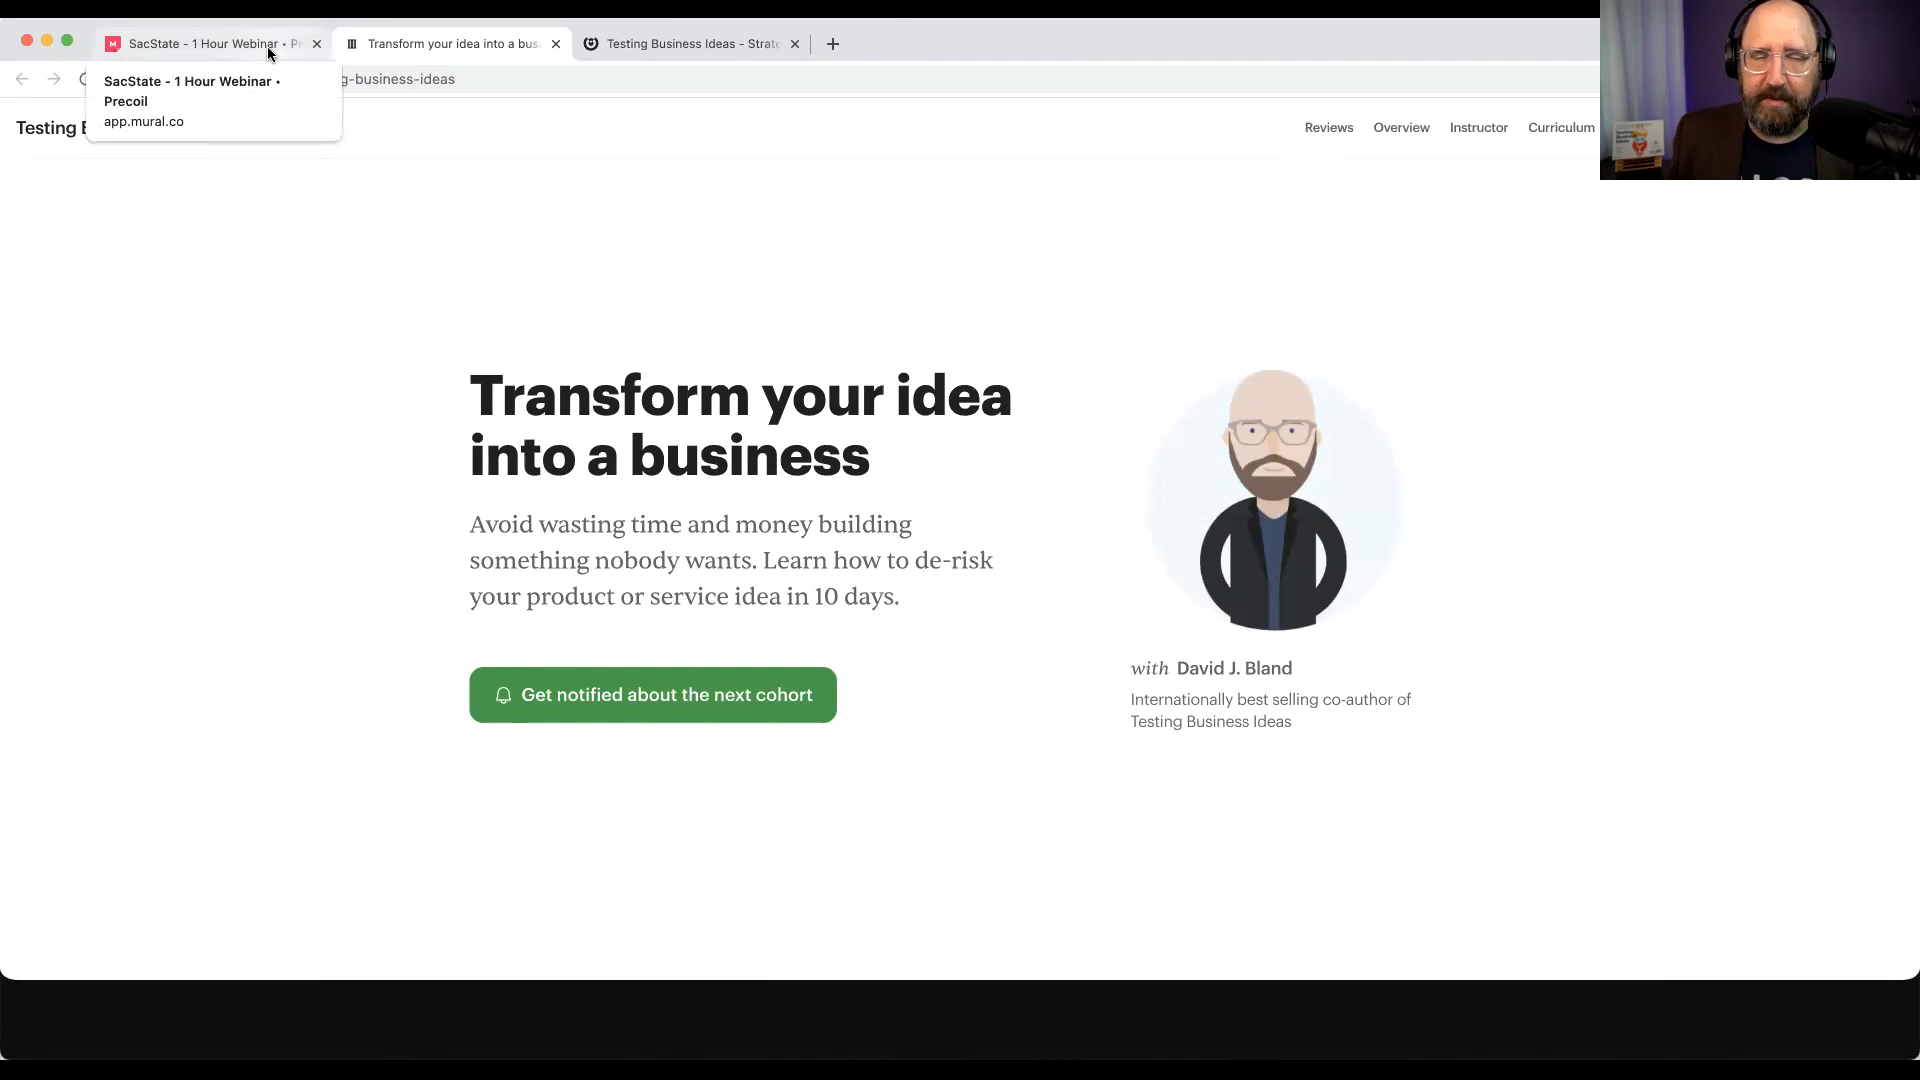 SacState - 1 Hour Webinar •
Transform your idea into a bus
Testing Business Ideas - Strate
g-business-ideas
SacState - 1 Hour Webinar •
Precoil
app.mural.co
Testing
Reviews
Overview
Instructor
Curriculum
Transform your idea
into a business
Avoid wasting time and money building
something nobody wants. Learn how to de-risk
your product or service idea in 10 days.
Get notified about the next cohort
with David J. Bland
Internationally best selling co-author of
Testing Business Ideas